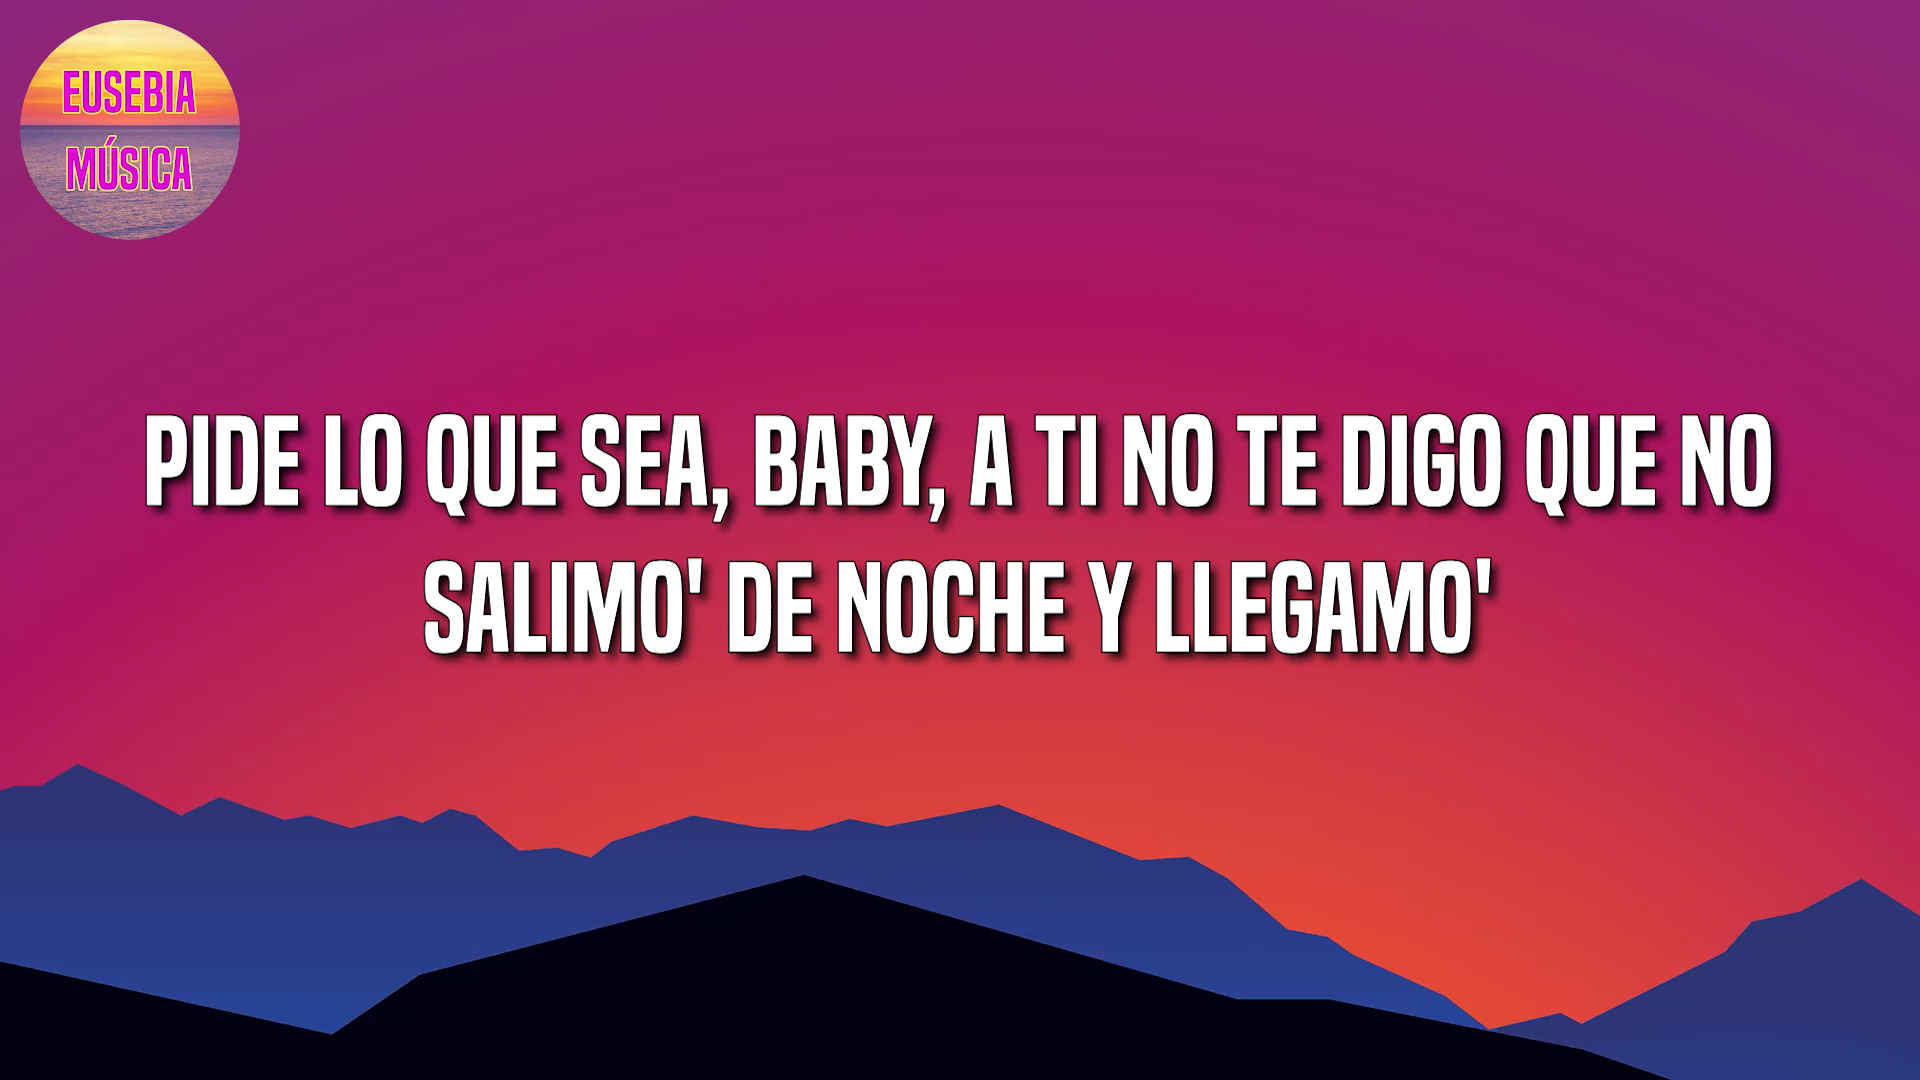 EUSEBIA
MÚSICA
PIDE LO QUE SEA, BABY, A TI NO TE DIGO QUE NO
SALIMO' DE NOCHE Y LLEGAMO'